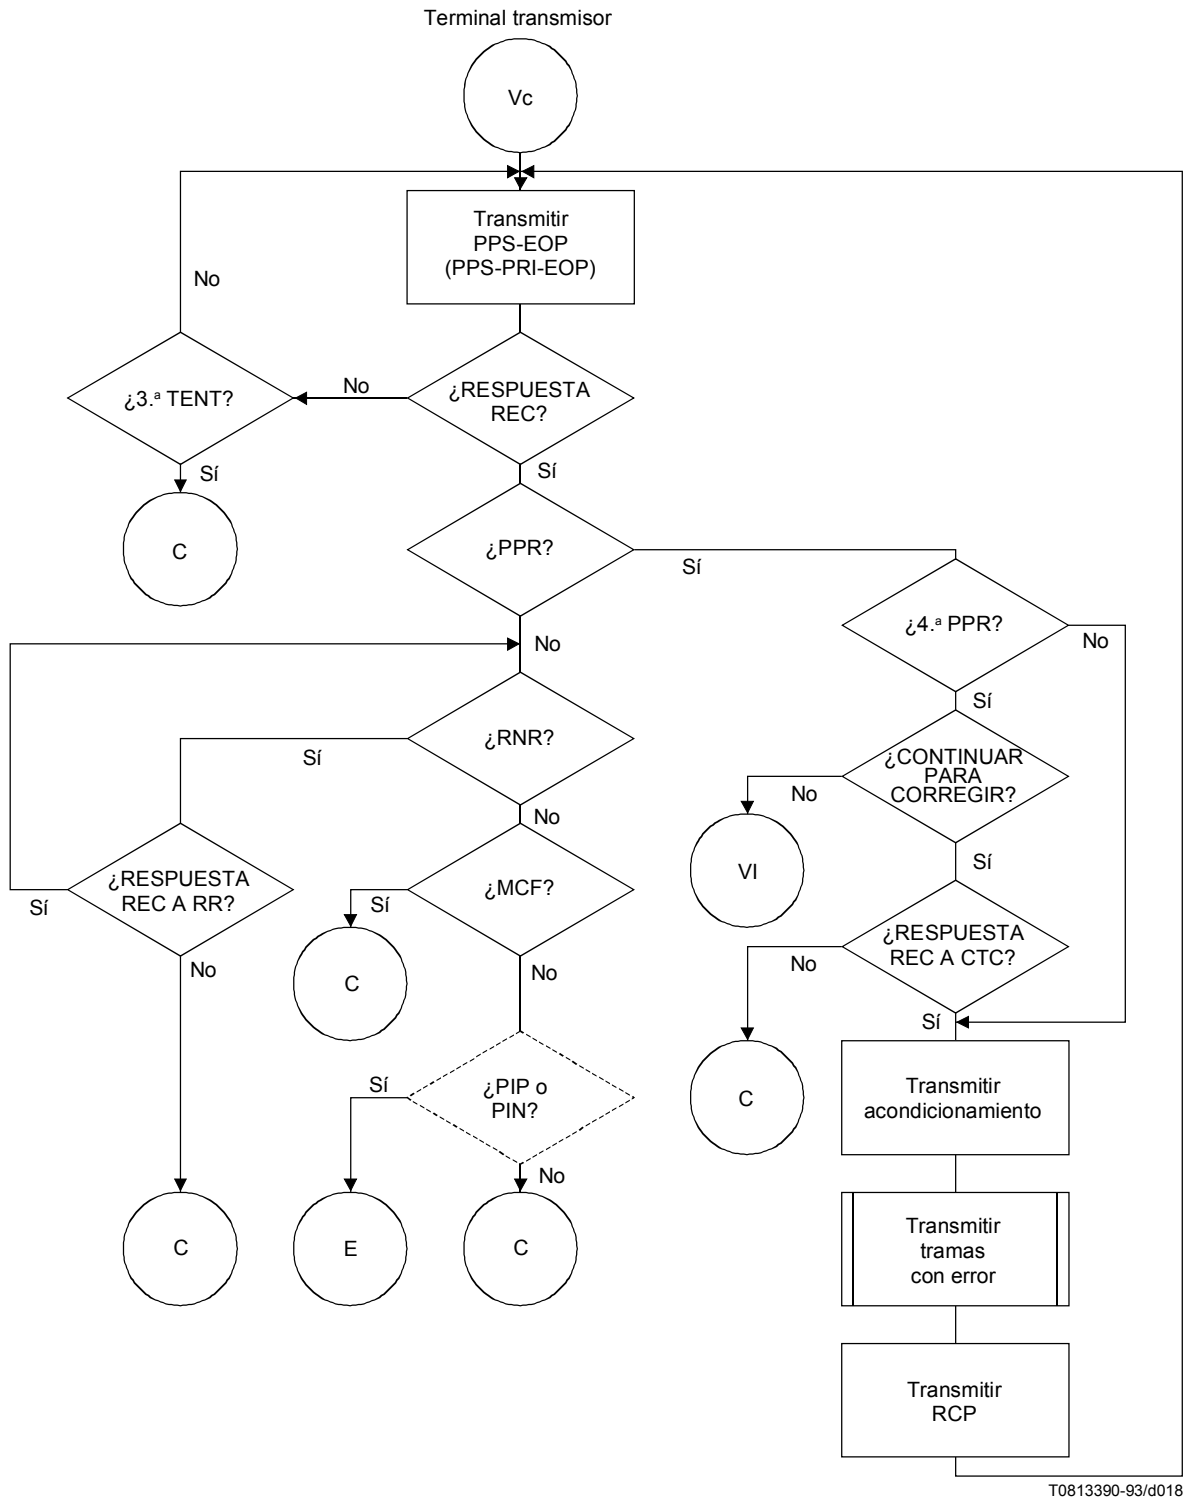 Terminal transmisor
Vc
Transmitir
PPS-EOP
(PPS-PRI-EOP)
No
¿3.ª TENT?
No
¿RESPUESTA
REC?
Sí
Sí
C
¿PPR?
Sí
¿4.ª PPR?
No
No
Sí
¿RNR?
Sí
¿CONTINUAR
PARA
CORREGIR?
No
No
Sí
VI
¿RESPUESTA
REC A RR?
Sí
No
¿MCF?
Sí
C
No
¿RESPUESTA
REC A CTC?
No
Sí
C
¿PIP o
PIN?
Sí
No
C
E
C
Transmitir
acondicionamiento
Transmitir
tramas
con error
Transmitir
RCP
T0813390-93/d018